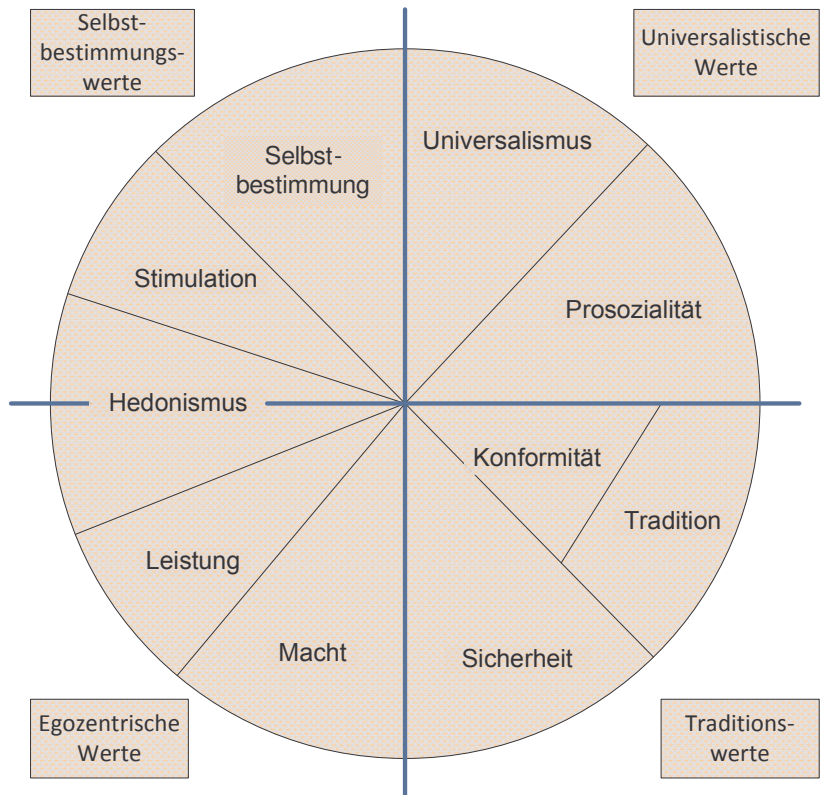 Selbst-
bestimmungs-
werte
Universalistische
Werte
Selbst-
bestimmung
Universalismus
Stimulation
Prosozialität
Hedonismus
Konformität
Tradition
Leistung
Macht
Sicherheit
Egozentrische
Werte
Traditions-
werte